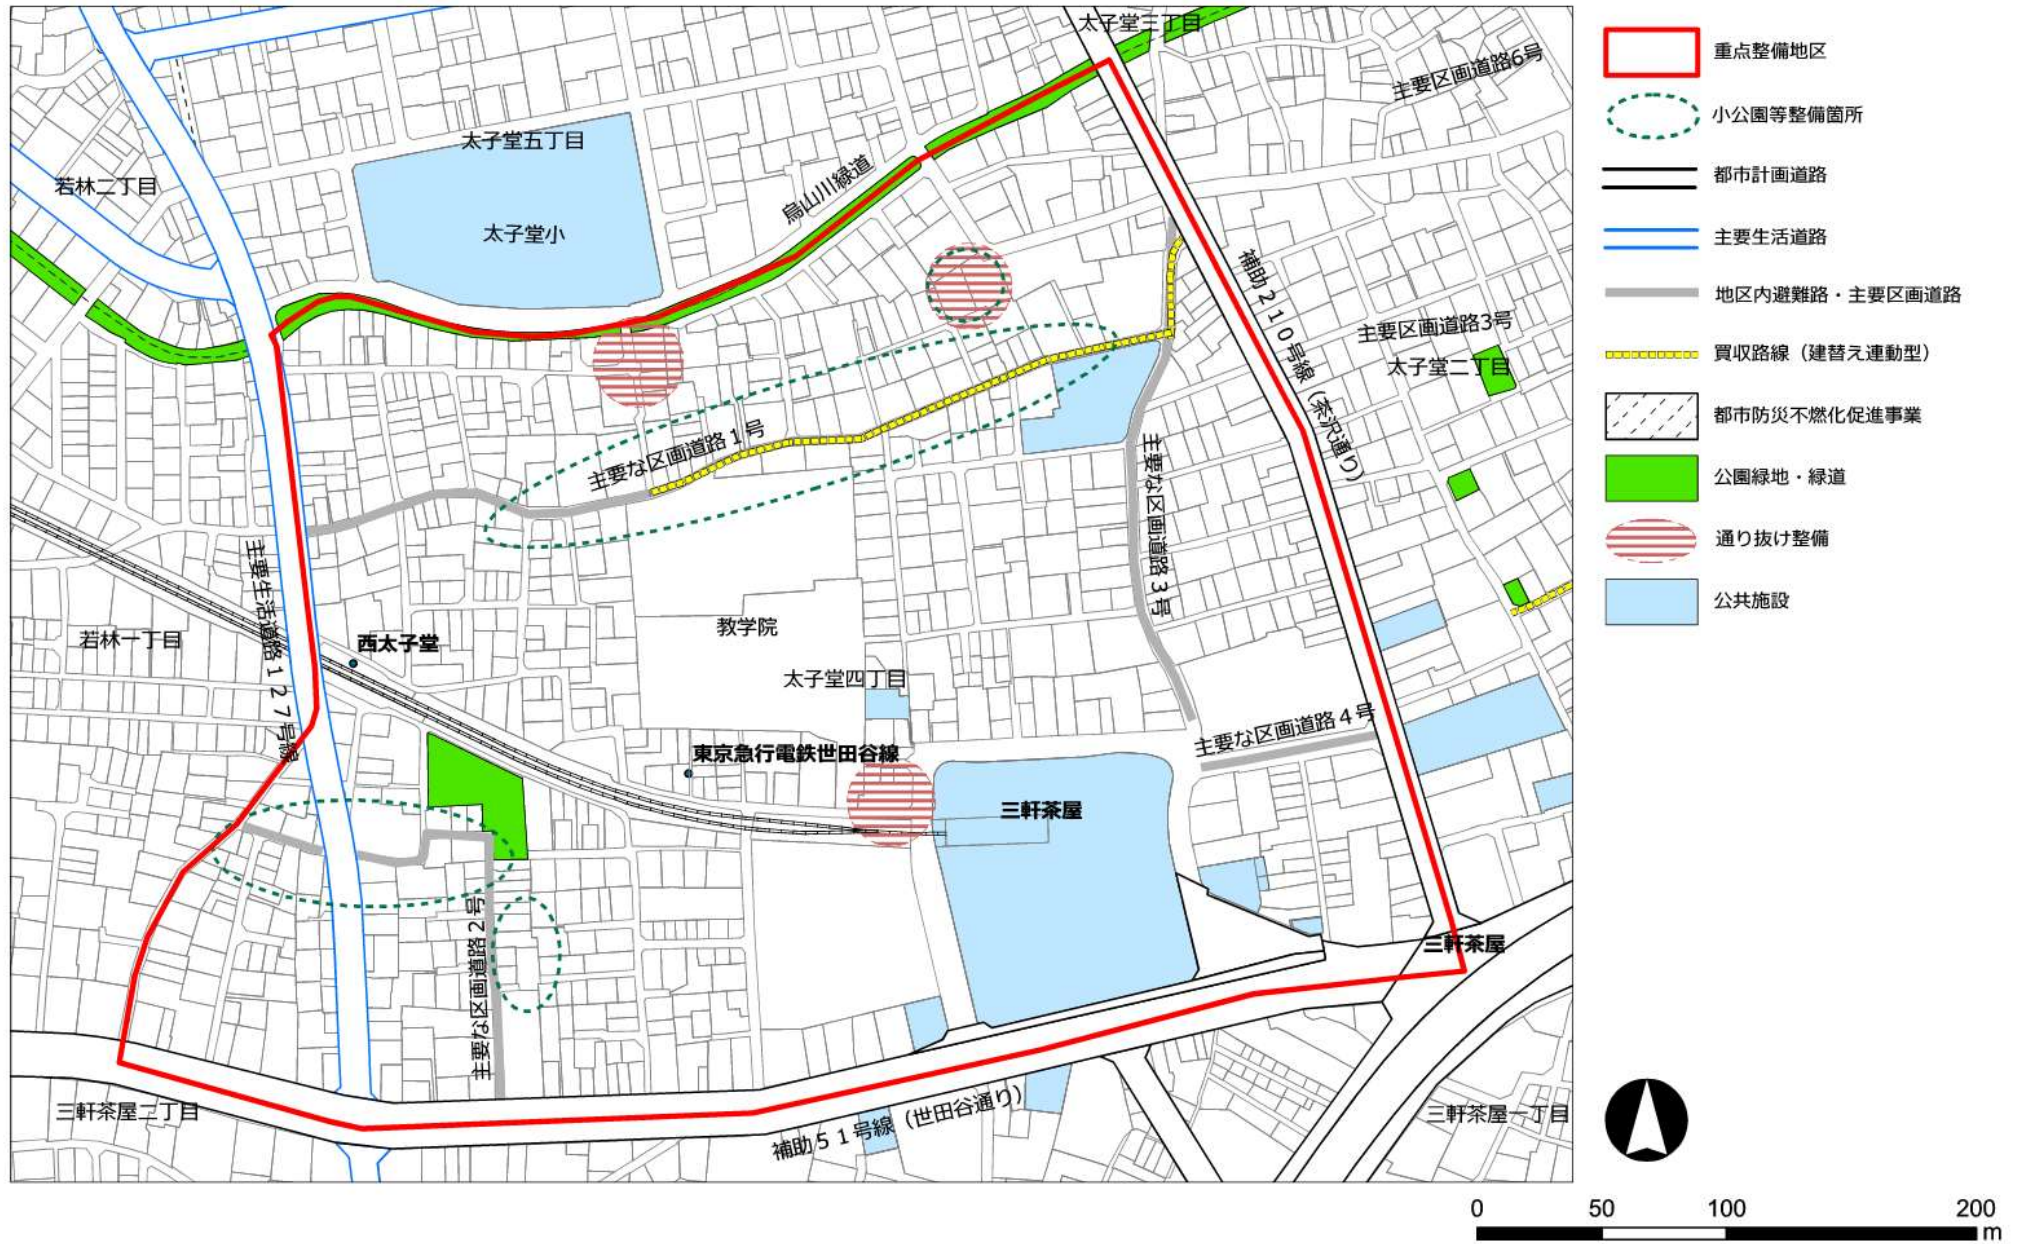 太子堂三丁目
主要区画道路6号
太子堂五丁目
若林二丁目
烏山川緑道
太子堂小
補助210号線（茶沢通り）
主要区画道路3号
太子堂二丁目
主要な区画道路１号
主要な区画道路３号
主要生活道路１２７号線
教学院
若林一丁目
西太子堂
太子堂四丁目
主要な区画道路４号
東京急行電鉄世田谷線
三軒茶屋
主要な区画道路２号
三軒茶屋
三軒茶屋二丁目
補助５１号線（世田谷通り）
三軒茶屋一丁目
重点整備地区
小公園等整備箇所
都市計画道路
主要生活道路
地区内避難路・主要区画道路
買収路線（建替え連動型）
都市防災不燃化促進事業
公園緑地・緑道
通り抜け整備
公共施設
0 50 100 200
m